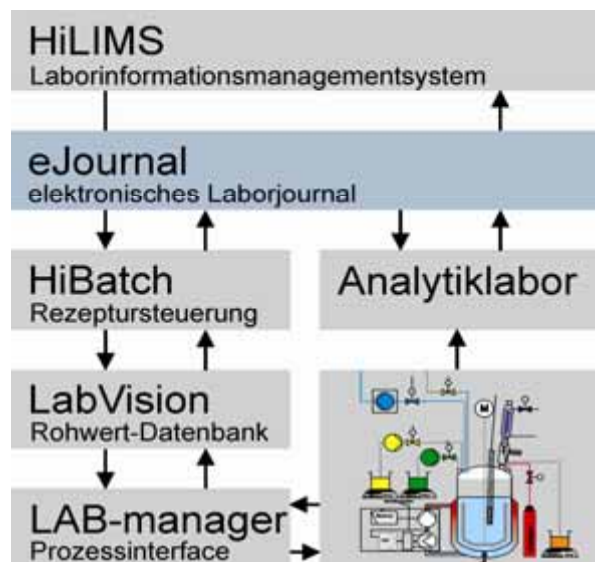 HiLIMS
Laborinformationsmanagementsystem
eJournal
elektronisches Laborjournal
HiBatch
Rezeptursteuerung
Analytiklabor
LabVision
Rohwert-Datenbank
LAB-manager
Prozessinterface
M